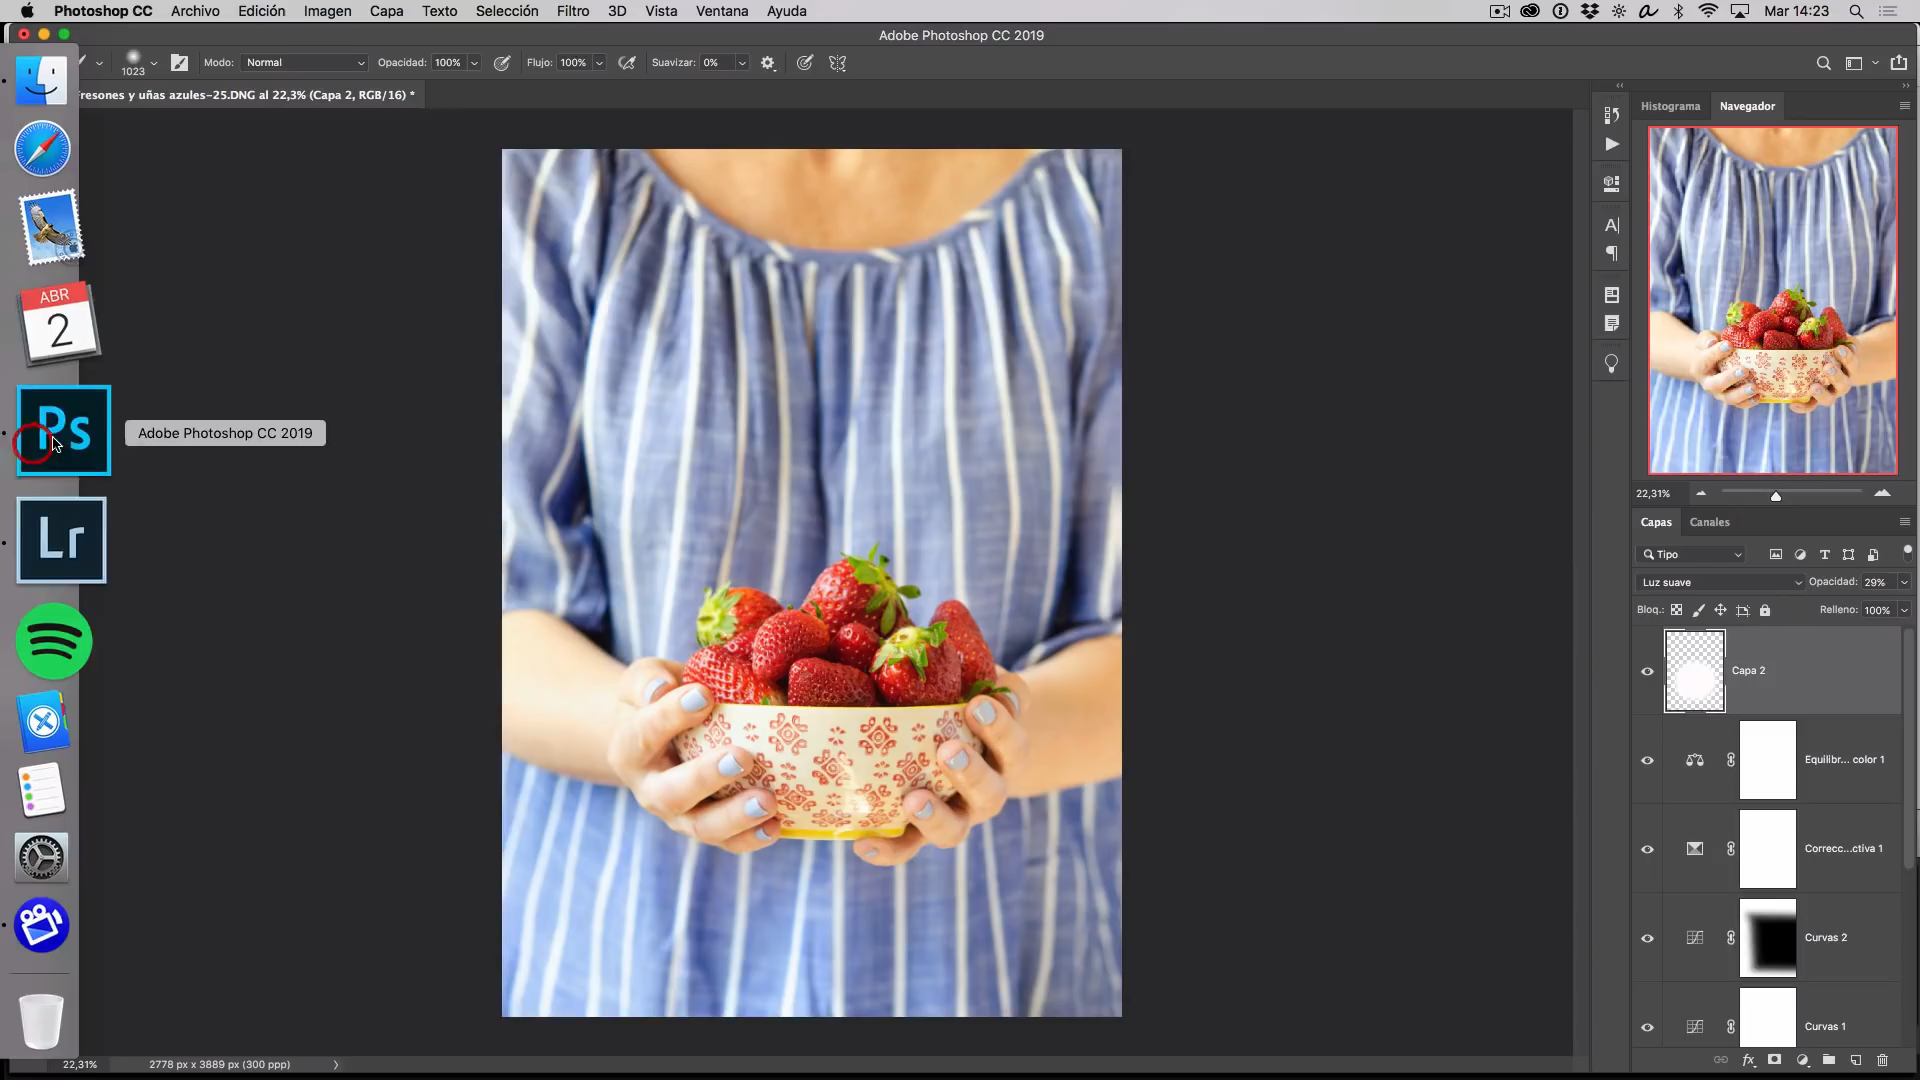 Photoshop CC Archivo Edición Imagen Capa Texto Selección Filtro 3D Vista Ventana Ayuda Mar 14:23
Adobe Photoshop CC 2019
1023 Modo: Normal Opacidad: 100% Flujo: 100% Suavizar: 0%
Fresones y uñas azules-25.DNG al 22,3% (Capa 2, RGB/16) *
Histograma Navegador
ABR
2
Ps
Adobe Photoshop CC 2019
Lr
22,31%
Capas Canales
Tipo
Luz suave Opacidad: 29%
Bloq.: Relleno: 100%
Capa 2
Equilibr... color 1
Correcc...ctiva 1
Curvas 2
Curvas 1
fx
22,31% 2778 px x 3889 px (300 ppp)